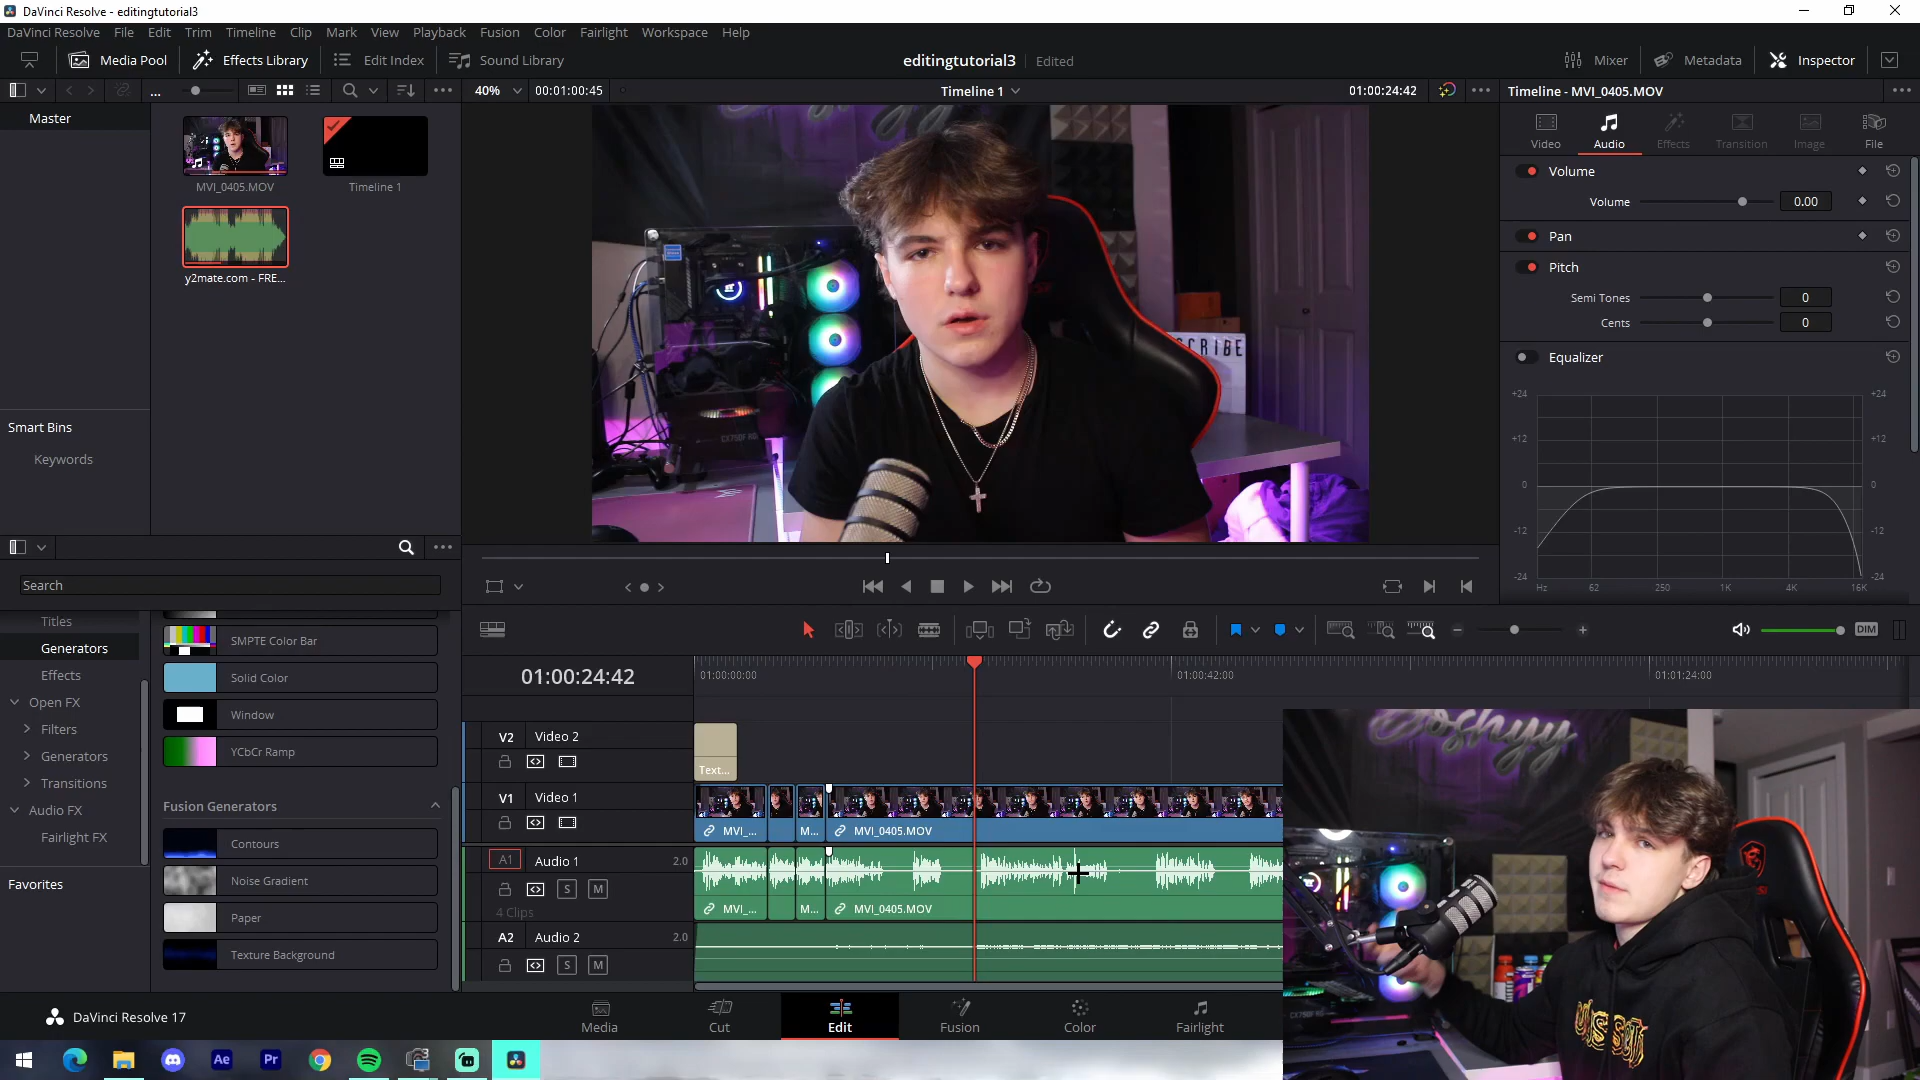 DaVinci Resolve - editingtutorial3
DaVinci Resolve File Edit Trim Timeline Clip Mark View Playback Fusion Color Fairlight Workspace Help
Media Pool Effects Library Edit Index Sound Library editingtutorial3 Edited Mixer Metadata Inspector
... 40% 00:01:00:45 Timeline 1 01:00:24:42 Timeline - MVI_0405.MOV
Master
MVI_0405.MOV Timeline 1
y2mate.com - FRE...
Video Audio Effects Transition Image File
Volume
Volume 0.00
Pan
Pitch
Semi Tones 0
Cents 0
Equalizer
+24 +24
+12 +12
0 0
-12 -12
-24 -24
Hz 62 250 1K 4K 16K
CX750F RGB
CRIBE
Smart Bins
Keywords
Search
Titles
Generators
Effects
Open FX
Filters
Generators
Transitions
Audio FX
Fairlight FX
Favorites
SMPTE Color Bar
Solid Color
Window
YCbCr Ramp
Fusion Generators
Contours
Noise Gradient
Paper
Texture Background
DIM
01:00:24:42
01:00:00:00 01:00:42:00 01:01:24:00
V2 Video 2
Text...
V1 Video 1
MVI_... M... MVI_0405.MOV
A1 Audio 1 2.0
S M
4 Clips
MVI_... M... MVI_0405.MOV
A2 Audio 2 2.0
S M
Joshyy
DaVinci Resolve 17
Media Cut Edit Fusion Color Fairlight
Ae Pr